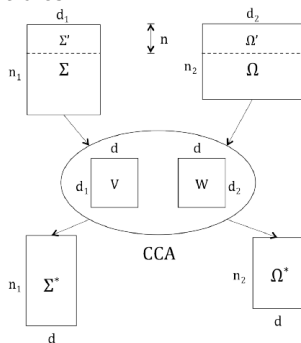 d₁ d₂
Σ′ n Ω′
n₁ Σ n₂ Ω
d d
d₁ V W d₂
CCA
n₁ Σ* n₂ Ω*
d d